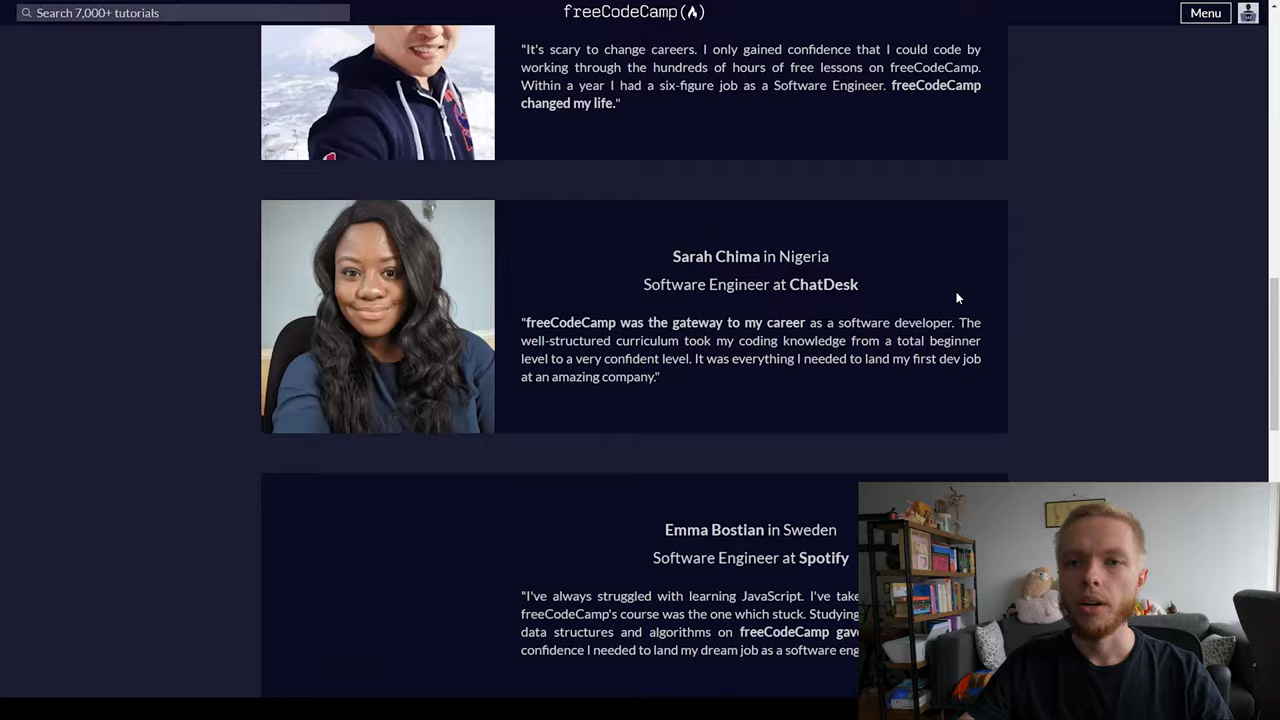 Search 7,000+ tutorials
freeCodeCamp
Menu
"It's scary to change careers. I only gained confidence that I could code by
working through the hundreds of hours of free lessons on freeCodeCamp.
Within a year I had a six-figure job as a Software Engineer. freeCodeCamp
changed my life."
Sarah Chima in Nigeria
Software Engineer at ChatDesk
"freeCodeCamp was the gateway to my career as a software developer. The
well-structured curriculum took my coding knowledge from a total beginner
level to a very confident level. It was everything I needed to land my first dev job
at an amazing company."
Emma Bostian in Sweden
Software Engineer at Spotify
"I've always struggled with learning JavaScript. I've take
freeCodeCamp's course was the one which stuck. Studying
data structures and algorithms on freeCodeCamp gave
confidence I needed to land my dream job as a software eng